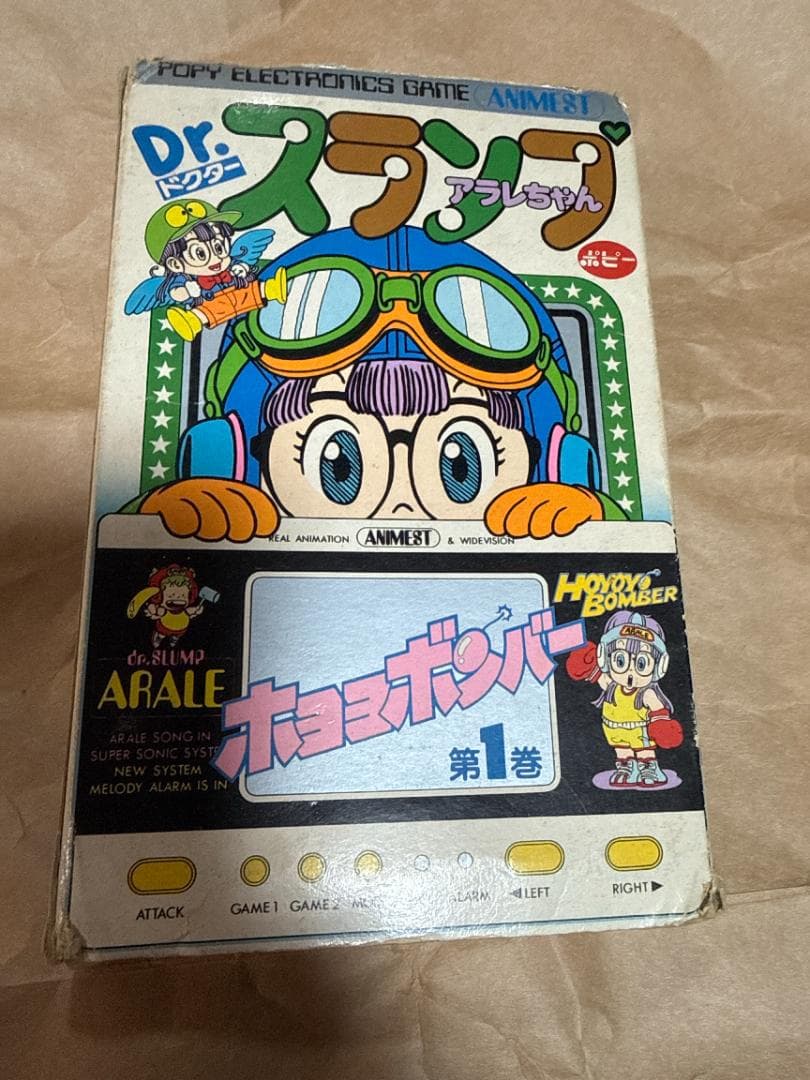 POPY ELECTRONICS GAME ANIMEST
Dr.
ドクター
スランプ
アラレちゃん
ポピー
REAL ANIMATION ANIMEST & WIDEVISION
HOYOYO
BOMBER
dr.SLUMP
ARALE
ARALE
ホヨヨボンバー
第1巻
ARALE SONG IN
SUPER SONIC
NEW SYSTEM
MELODY ALARM IS IN
ATTACK
GAME1
GAME2
ALARM
◀LEFT
RIGHT▶